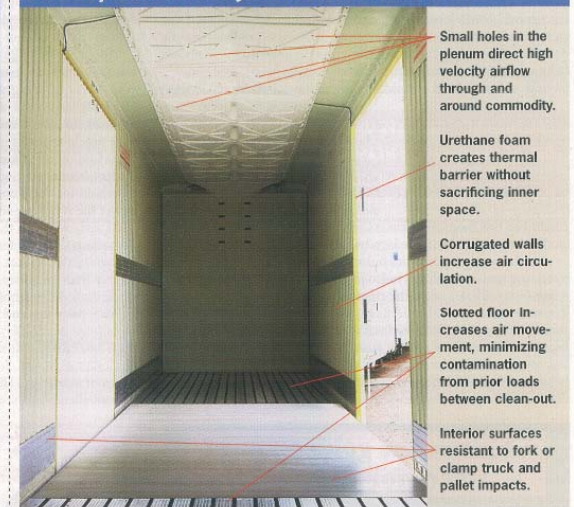 Small holes in the
plenum direct high
velocity airflow
through and
around commodity.
Urethane foam
creates thermal
barrier without
sacrificing inner
space.
Corrugated walls
increase air circu-
lation.
Slotted floor In-
creases air move-
ment, minimizing
contamination
from prior loads
between clean-out.
Interior surfaces
resistant to fork or
clamp truck and
pallet impacts.